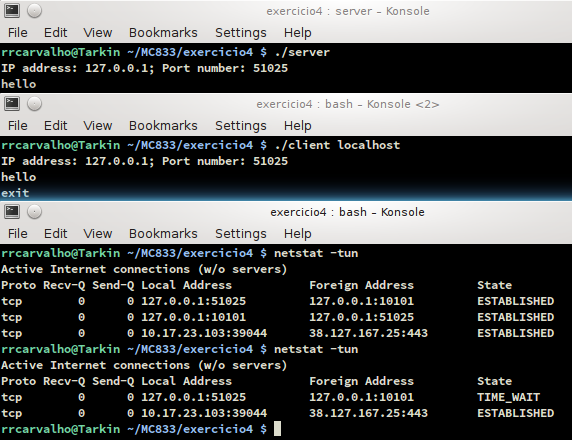 exercicio4 : server – Konsole
File Edit View Bookmarks Settings Help
rrcarvalho@Tarkin ~/MC833/exercicio4 $ ./server
IP address: 127.0.0.1; Port number: 51025
hello
exercicio4 : bash – Konsole <2>
File Edit View Bookmarks Settings Help
rrcarvalho@Tarkin ~/MC833/exercicio4 $ ./client localhost
IP address: 127.0.0.1; Port number: 51025
hello
exit
exercicio4 : bash – Konsole
File Edit View Bookmarks Settings Help
rrcarvalho@Tarkin ~/MC833/exercicio4 $ netstat -tun
Active Internet connections (w/o servers)
Proto Recv-Q Send-Q Local Address Foreign Address State
tcp 0 0 127.0.0.1:51025 127.0.0.1:10101 ESTABLISHED
tcp 0 0 127.0.0.1:10101 127.0.0.1:51025 ESTABLISHED
tcp 0 0 10.17.23.103:39044 38.127.167.25:443 ESTABLISHED
rrcarvalho@Tarkin ~/MC833/exercicio4 $ netstat -tun
Active Internet connections (w/o servers)
Proto Recv-Q Send-Q Local Address Foreign Address State
tcp 0 0 127.0.0.1:51025 127.0.0.1:10101 TIME_WAIT
tcp 0 0 10.17.23.103:39044 38.127.167.25:443 ESTABLISHED
rrcarvalho@Tarkin ~/MC833/exercicio4 $